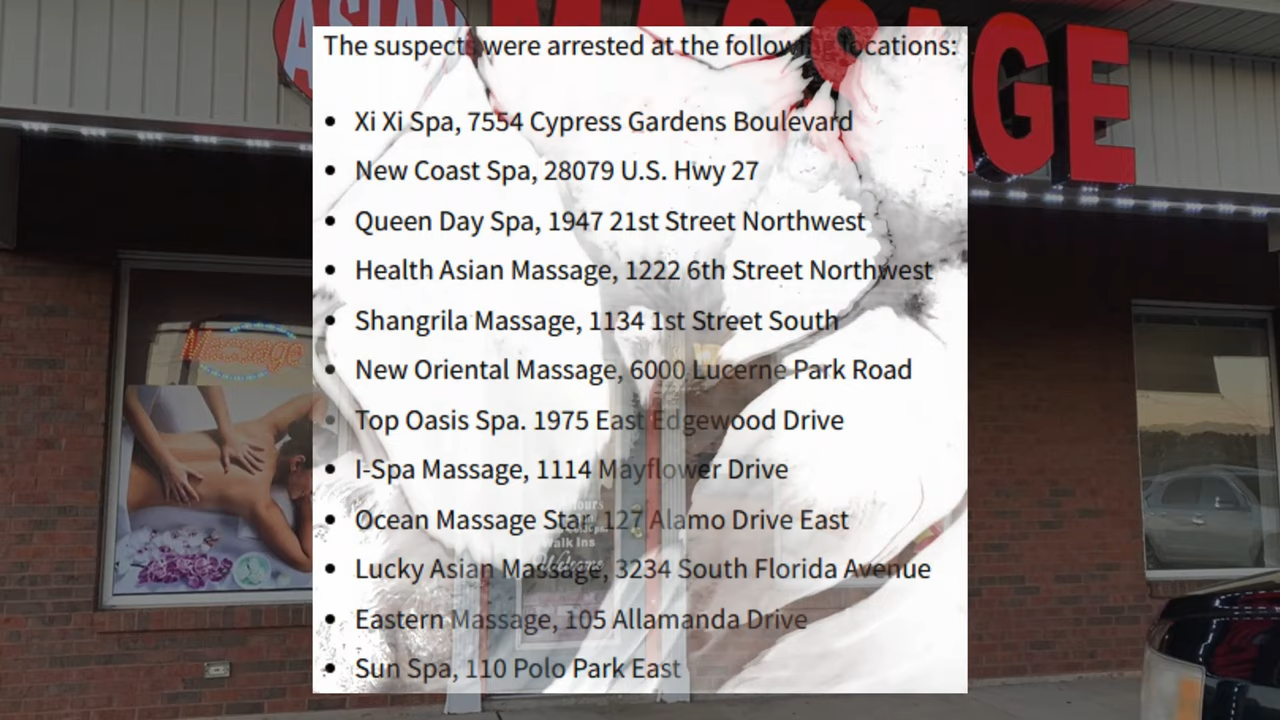 ASIAN MASSAGE
The suspects were arrested at the following locations:
• Xi Xi Spa, 7554 Cypress Gardens Boulevard
• New Coast Spa, 28079 U.S. Hwy 27
• Queen Day Spa, 1947 21st Street Northwest
• Health Asian Massage, 1222 6th Street Northwest
• Shangrila Massage, 1134 1st Street South
• New Oriental Massage, 6000 Lucerne Park Road
Massage
• Top Oasis Spa. 1975 East Edgewood Drive
• I-Spa Massage, 1114 Mayflower Drive
Hours
• Ocean Massage Star, 127 Alamo Drive East
Walk Ins
Welcome
• Lucky Asian Massage, 3234 South Florida Avenue
• Eastern Massage, 105 Allamanda Drive
• Sun Spa, 110 Polo Park East